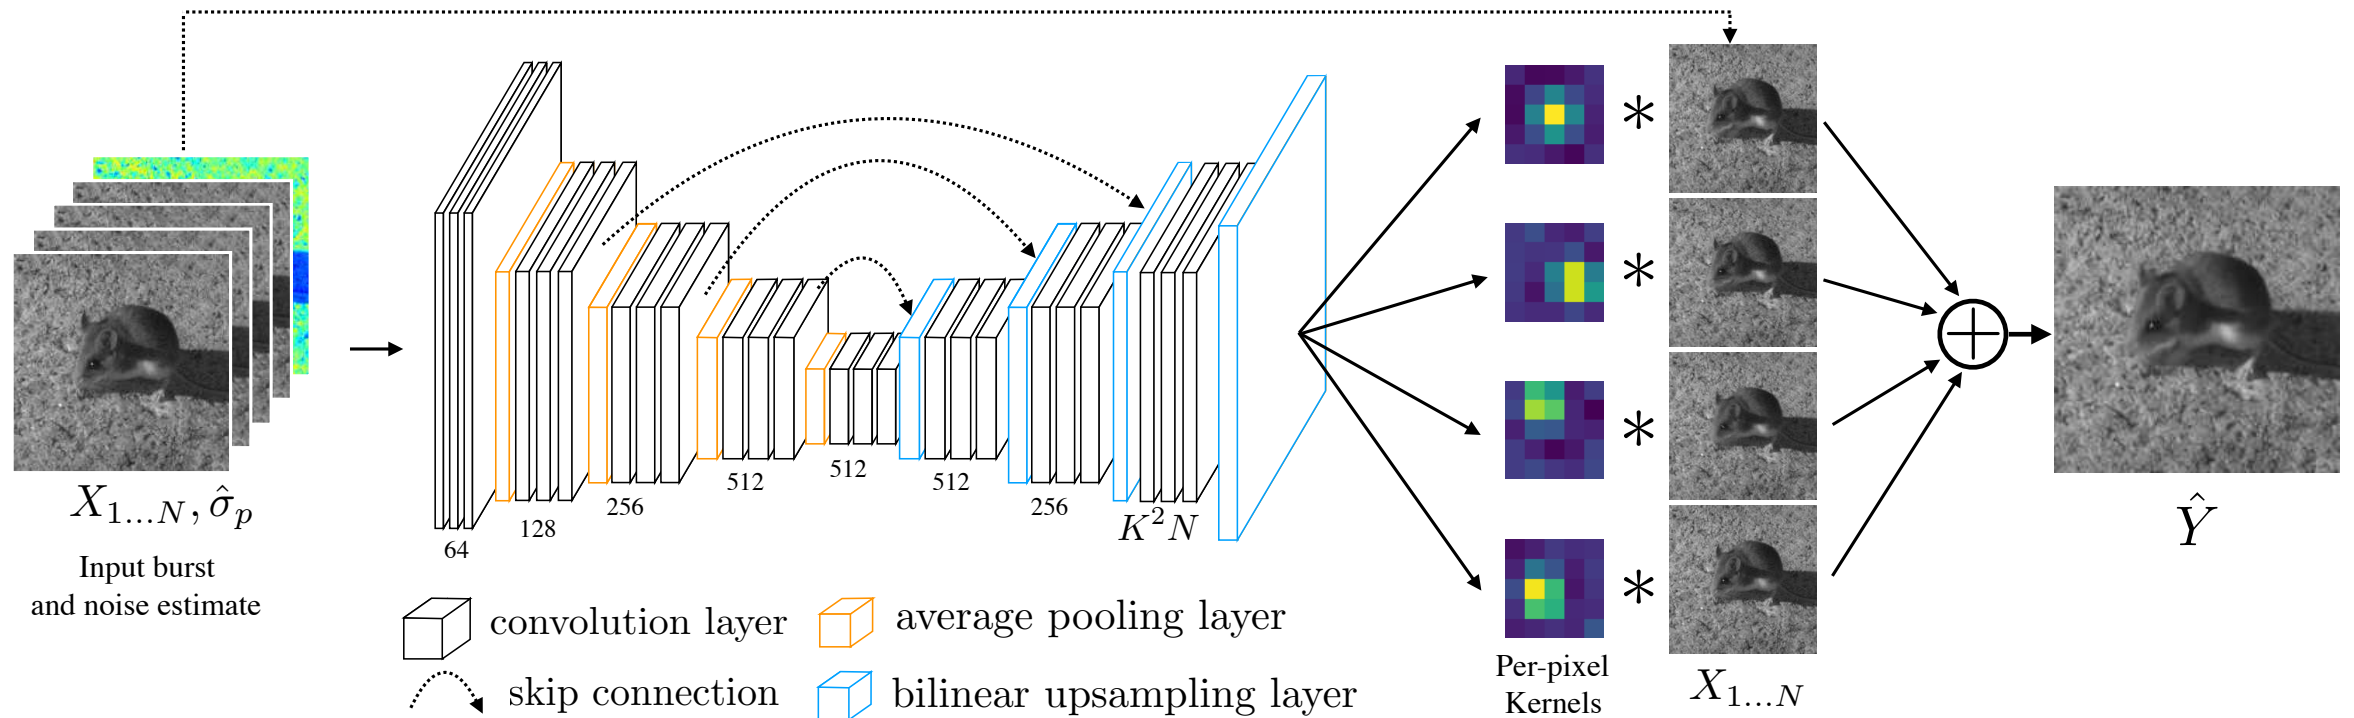 X₁...N, σ̂ₚ
Input burst
and noise estimate
64
128
256
512
512
512
256
K²N
convolution layer
average pooling layer
skip connection
bilinear upsampling layer
*
*
*
*
Per-pixel
Kernels
X₁...N
Ŷ